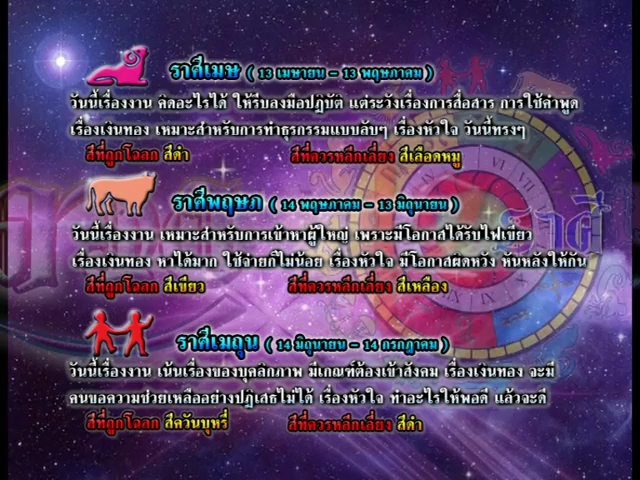 ราศีเมษ ( 13 เมษายน - 13 พฤษภาคม )
วันนี้เรื่องงาน คิดอะไรได้ ให้รีบลงมือปฏิบัติ แต่ระวังเรื่องการสื่อสาร การใช้คำพูด
เรื่องเงินทอง เหมาะสำหรับการทำธุรกรรมแบบลับๆ เรื่องหัวใจ วันนี้ทรงๆ
สีที่ถูกโฉลก สีดำ สีที่ควรหลีกเลี่ยง สีเลือดหมู
ราศีพฤษภ ( 14 พฤษภาคม - 13 มิถุนายน )
วันนี้เรื่องงาน เหมาะสำหรับการเข้าหาผู้ใหญ่ เพราะมีโอกาสได้รับไฟเขียว
เรื่องเงินทอง หาได้มาก ใช้จ่ายก็ไม่น้อย เรื่องหัวใจ มีโอกาสผิดหวัง หันหลังให้กัน
สีที่ถูกโฉลก สีเขียว สีที่ควรหลีกเลี่ยง สีเหลือง
ราศีเมถุน ( 14 มิถุนายน - 14 กรกฎาคม )
วันนี้เรื่องงาน เน้นเรื่องของบุคลิกภาพ มีเกณฑ์ต้องเข้าสังคม เรื่องเงินทอง จะมี
คนขอความช่วยเหลืออย่างปฏิเสธไม่ได้ เรื่องหัวใจ ทำอะไรให้พอดี แล้วจะดี
สีที่ถูกโฉลก สีควันบุหรี่ สีที่ควรหลีกเลี่ยง สีดำ